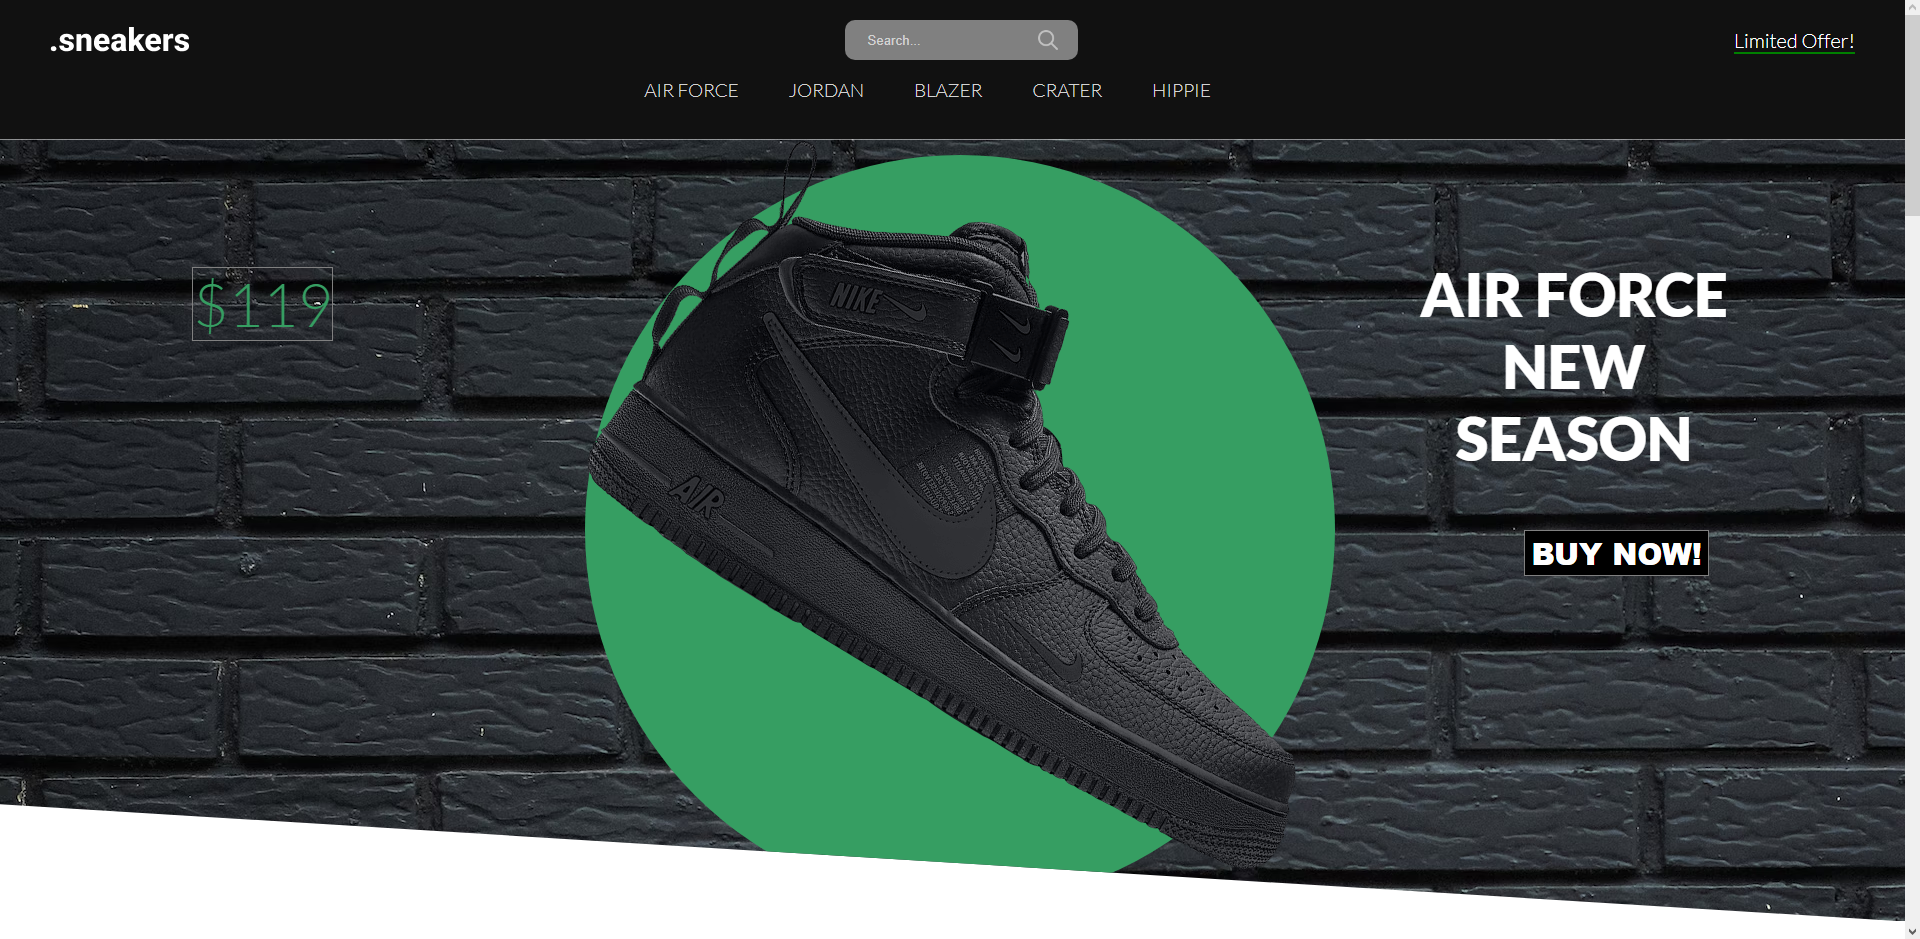 .sneakers
Search...
Limited Offer!
AIR FORCE
JORDAN
BLAZER
CRATER
HIPPIE
$119
AIR FORCE
NEW
SEASON
BUY NOW!
NIKE
AIR